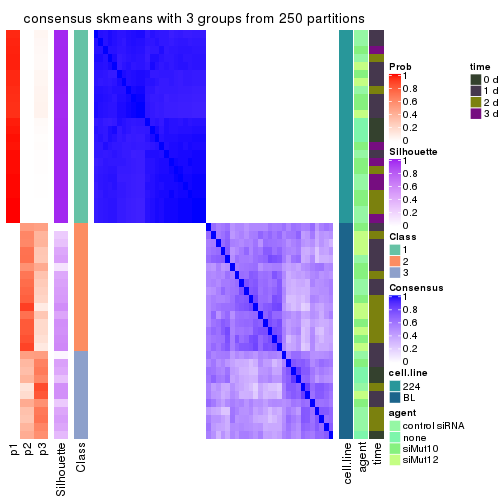 consensus skmeans with 3 groups from 250 partitions
Prob
1
0.8
0.6
0.4
0.2
0
time
0 d
1 d
2 d
3 d
Silhouette
1
0.8
0.6
0.4
0.2
0
Class
1
2
3
Consensus
1
0.8
0.6
0.4
0.2
0
cell.line
224
BL
agent
control siRNA
none
siMut10
siMut12
p1
p2
p3
Silhouette
Class
cell.line
agent
time